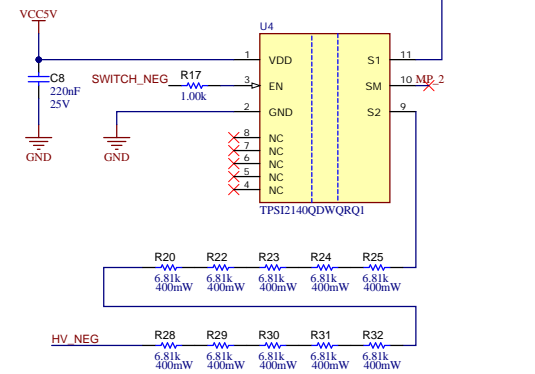 VCC5V
U4
1 VDD S1 11
C8
220nF
25V
SWITCH_NEG R17 3 EN SM 10 MP_2
1.00k
2 GND S2 9
GND GND
8 NC
7 NC
6 NC
5 NC
4 NC
TPSI2140QDWQRQ1
R20 R22 R23 R24 R25
6.81k 6.81k 6.81k 6.81k 6.81k
400mW 400mW 400mW 400mW 400mW
HV_NEG R28 R29 R30 R31 R32
6.81k 6.81k 6.81k 6.81k 6.81k
400mW 400mW 400mW 400mW 400mW